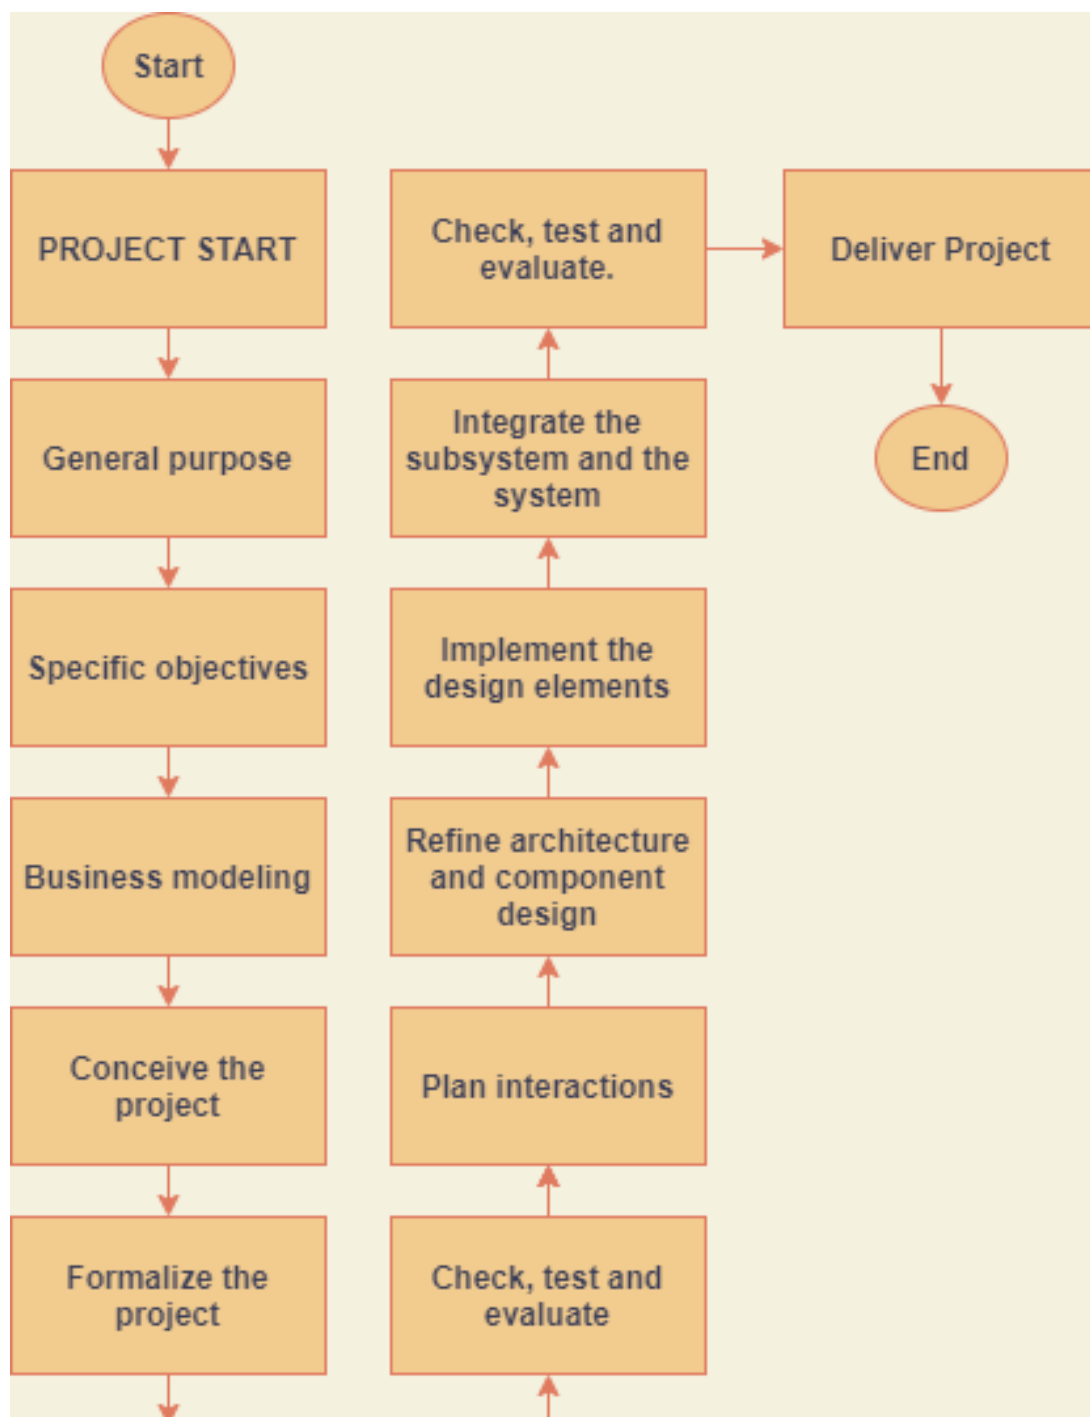 Start
PROJECT START
General purpose
Specific objectives
Business modeling
Conceive the
project
Formalize the
project
Check, test and
evaluate
Plan interactions
Refine architecture
and component
design
Implement the
design elements
Integrate the
subsystem and the
system
Check, test and
evaluate.
Deliver Project
End